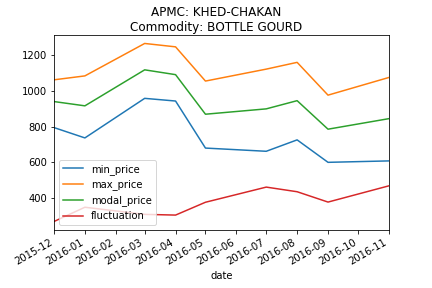 APMC: KHED-CHAKAN
Commodity: BOTTLE GOURD
1200
1000
800
600
400
min_price
max_price
modal_price
fluctuation
2015-12
2016-01
2016-02
2016-03
2016-04
2016-05
2016-06
2016-07
2016-08
2016-09
2016-10
2016-11
date